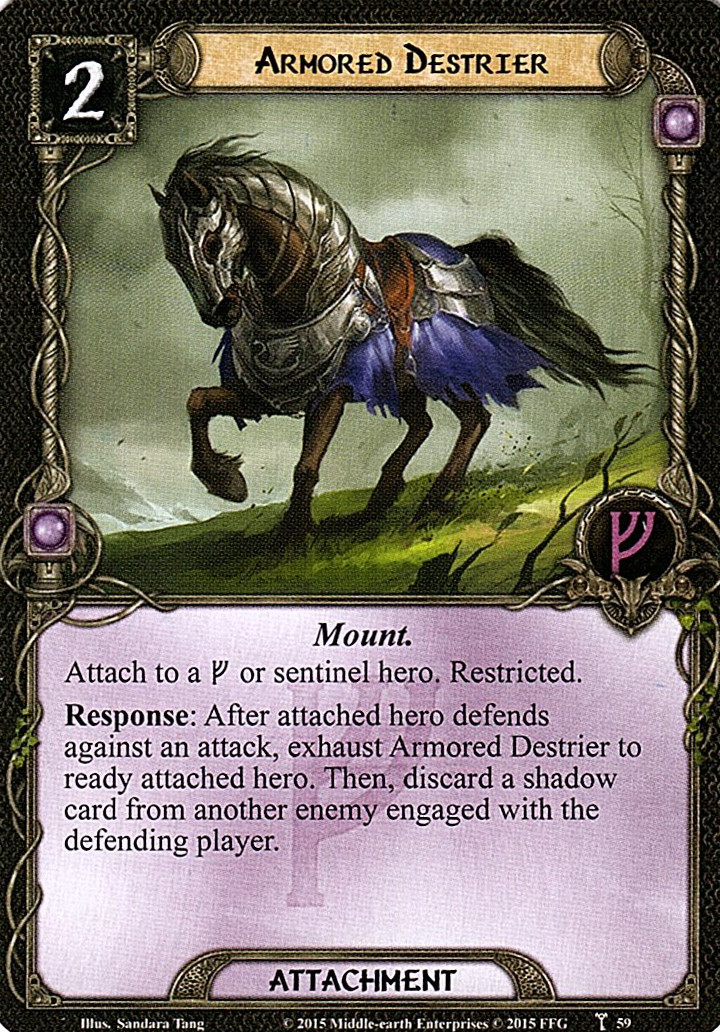 2
ARMORED DESTRIER
Mount.
Attach to a ᚠ or sentinel hero. Restricted.
Response: After attached hero defends
against an attack, exhaust Armored Destrier to
ready attached hero. Then, discard a shadow
card from another enemy engaged with the
defending player.
ATTACHMENT
Illus. Sandara Tang © 2015 Middle-earth Enterprises © 2015 FFG 59